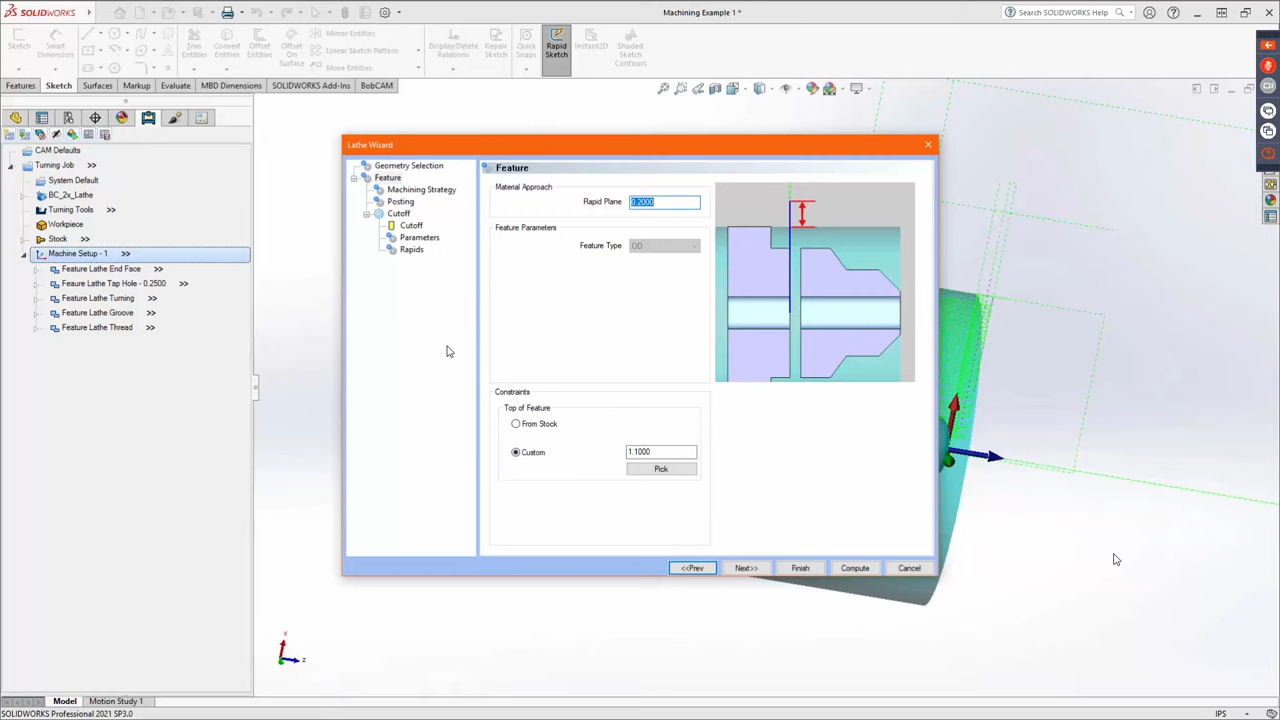 SOLIDWORKS
Machining Example 1 *
Search SOLIDWORKS Help
Sketch
Smart Dimension
Trim Entities
Convert Entities
Offset Entities
Offset On Surface
Mirror Entities
Linear Sketch Pattern
Move Entities
Display/Delete Relations
Repair Sketch
Quick Snaps
Rapid Sketch
Instant2D
Shaded Sketch Contours
Features
Sketch
Surfaces
Markup
Evaluate
MBD Dimensions
SOLIDWORKS Add-Ins
BobCAM
CAM Defaults
Turning Job >>
System Default
BC_2x_Lathe
Turning Tools >>
Workpiece
Stock >>
Machine Setup - 1 >>
Feature Lathe End Face >>
Feature Lathe Tap Hole - 0.2500 >>
Feature Lathe Turning >>
Feature Lathe Groove >>
Feature Lathe Thread >>
Lathe Wizard
Geometry Selection
Feature
Machining Strategy
Posting
Cutoff
Cutoff
Parameters
Rapids
Feature
Material Approach
Rapid Plane 0.2000
Feature Parameters
Feature Type OD
Constraints
Top of Feature
From Stock
Custom 1.1000
Pick
<<Prev
Next>>
Finish
Compute
Cancel
x
z
Model
Motion Study 1
SOLIDWORKS Professional 2021 SP3.0
IPS